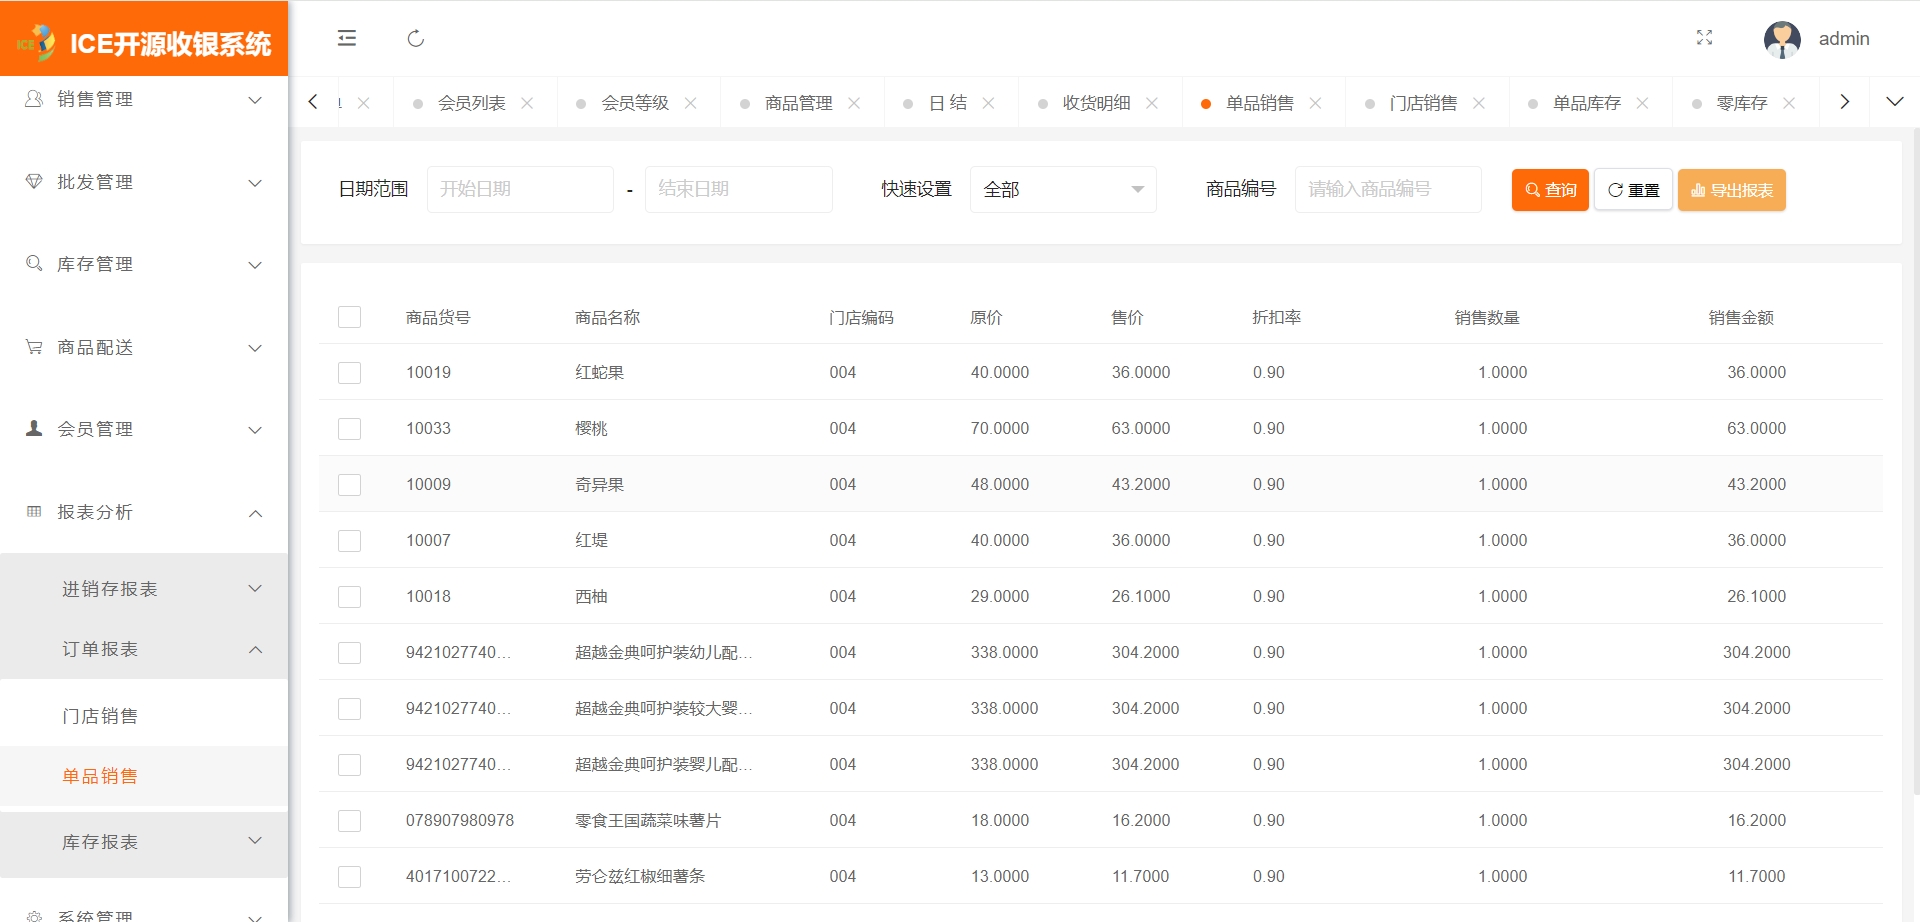 ICE开源收银系统
admin
会员列表
会员等级
商品管理
日 结
收货明细
单品销售
门店销售
单品库存
零库存
销售管理
批发管理
库存管理
商品配送
会员管理
报表分析
进销存报表
订单报表
门店销售
单品销售
库存报表
系统管理
日期范围 开始日期 - 结束日期 快速设置 全部 商品编号 请输入商品编号 查询 重置 导出报表
商品货号 商品名称 门店编码 原价 售价 折扣率 销售数量 销售金额
10019 红蛇果 004 40.0000 36.0000 0.90 1.0000 36.0000
10033 樱桃 004 70.0000 63.0000 0.90 1.0000 63.0000
10009 奇异果 004 48.0000 43.2000 0.90 1.0000 43.2000
10007 红堤 004 40.0000 36.0000 0.90 1.0000 36.0000
10018 西柚 004 29.0000 26.1000 0.90 1.0000 26.1000
9421027740... 超越金典呵护装幼儿配... 004 338.0000 304.2000 0.90 1.0000 304.2000
9421027740... 超越金典呵护装较大婴... 004 338.0000 304.2000 0.90 1.0000 304.2000
9421027740... 超越金典呵护装婴儿配... 004 338.0000 304.2000 0.90 1.0000 304.2000
078907980978 零食王国蔬菜味薯片 004 18.0000 16.2000 0.90 1.0000 16.2000
4017100722... 劳仑兹红椒细薯条 004 13.0000 11.7000 0.90 1.0000 11.7000